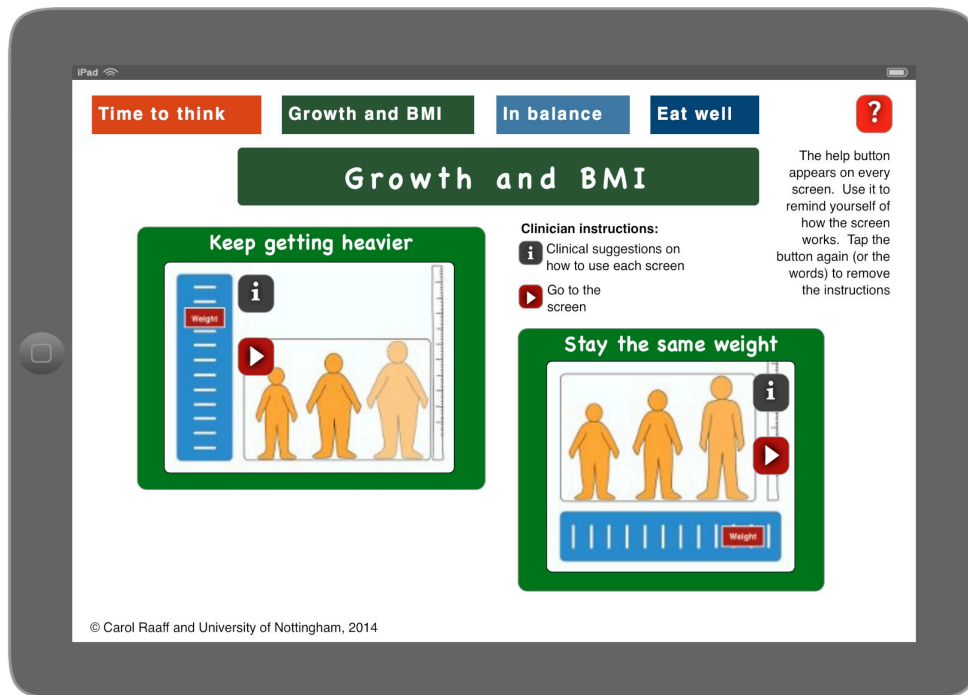 iPad
Time to think
Growth and BMI
In balance
Eat well
?
Growth and BMI
The help button
appears on every
screen. Use it to
remind yourself of
how the screen
works. Tap the
button again (or the
words) to remove
the instructions
Keep getting heavier
i
Weight
Clinician instructions:
i
Clinical suggestions on
how to use each screen
Go to the
screen
Stay the same weight
i
Weight
© Carol Raaff and University of Nottingham, 2014